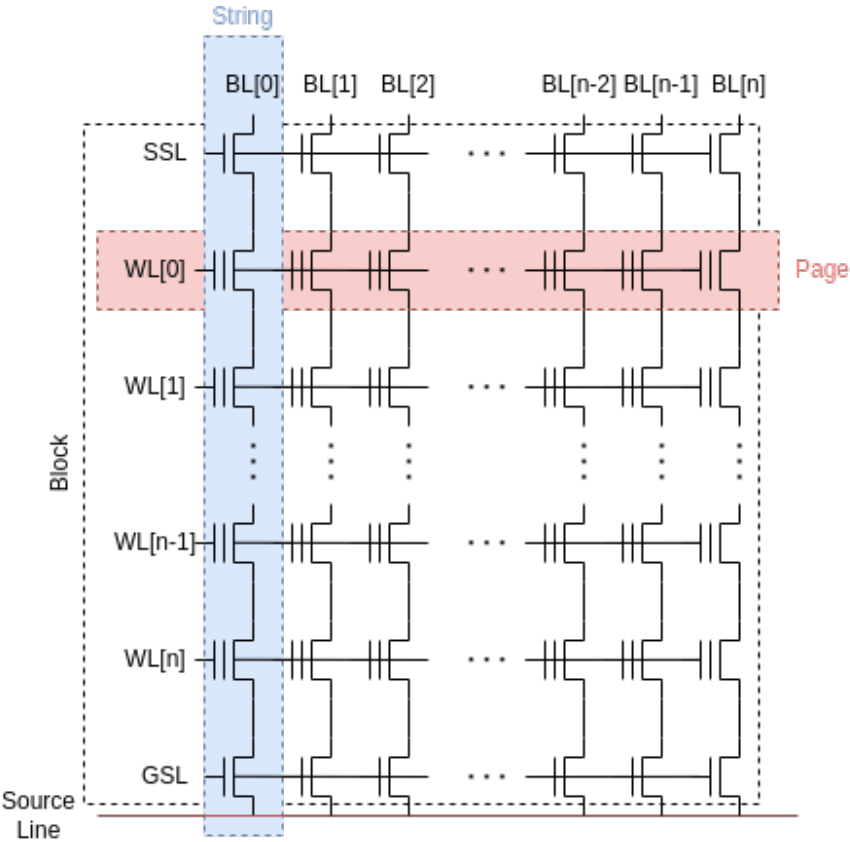 String
BL[0] BL[1] BL[2] BL[n-2] BL[n-1] BL[n]
SSL
WL[0]
Page
WL[1]
Block
WL[n-1]
WL[n]
GSL
Source
Line